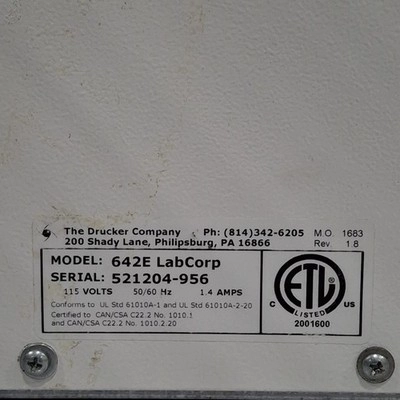 The Drucker Company Ph: (814)342-6205 M.O. 1683
200 Shady Lane, Philipsburg, PA 16866 Rev. 1.8
MODEL: 642E LabCorp
SERIAL: 521204-956
115 VOLTS 50/60 Hz 1.4 AMPS
Conforms to UL Std 61010A-1 and UL Std 61010A-2-20
Certified to CAN/CSA C22.2 No. 1010.1
and CAN/CSA C22.2 No. 1010.2.20
ETL
C US
LISTED
2001600